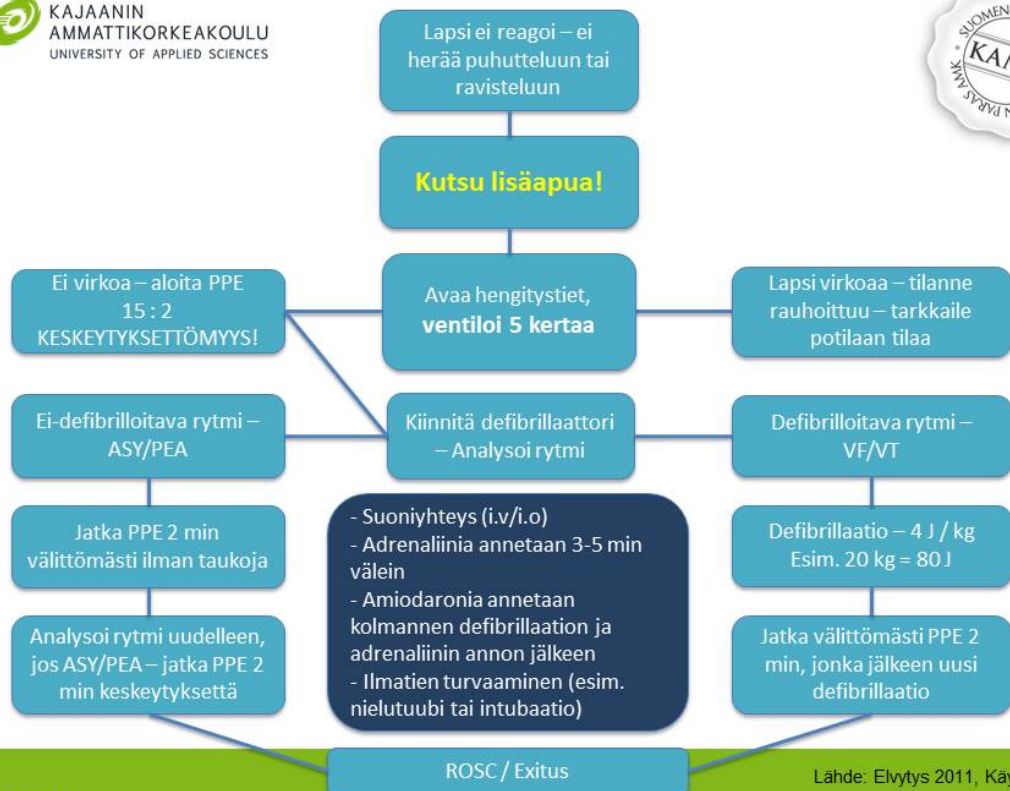 KAJAANIN
AMMATTIKORKEAKOULU
UNIVERSITY OF APPLIED SCIENCES
Lapsi ei reagoi – ei
herää puhutteluun tai
ravisteluun
Kutsu lisäapua!
Ei virkoa – aloita PPE
15 : 2
KESKEYTYKSETTÖMYYS!
Avaa hengitystiet,
ventiloi 5 kertaa
Lapsi virkoaa – tilanne
rauhoittuu – tarkkaile
potilaan tilaa
Ei-defibrilloitava rytmi –
ASY/PEA
Kiinnitä defibrillaattori
– Analysoi rytmi
Defibrilloitava rytmi –
VF/VT
Jatka PPE 2 min
välittömästi ilman taukoja
- Suoniyhteys (i.v/i.o)
- Adrenaliinia annetaan 3-5 min
välein
- Amiodaronia annetaan
kolmannen defibrillaation ja
adrenaliinin annon jälkeen
- Ilmatien turvaaminen (esim.
nielutuubi tai intubaatio)
Defibrillaatio – 4 J / kg
Esim. 20 kg = 80 J
Analysoi rytmi uudelleen,
jos ASY/PEA – jatka PPE 2
min keskeytyksettä
Jatka välittömästi PPE 2
min, jonka jälkeen uusi
defibrillaatio
ROSC / Exitus
Lähde: Elvytys 2011, Käy